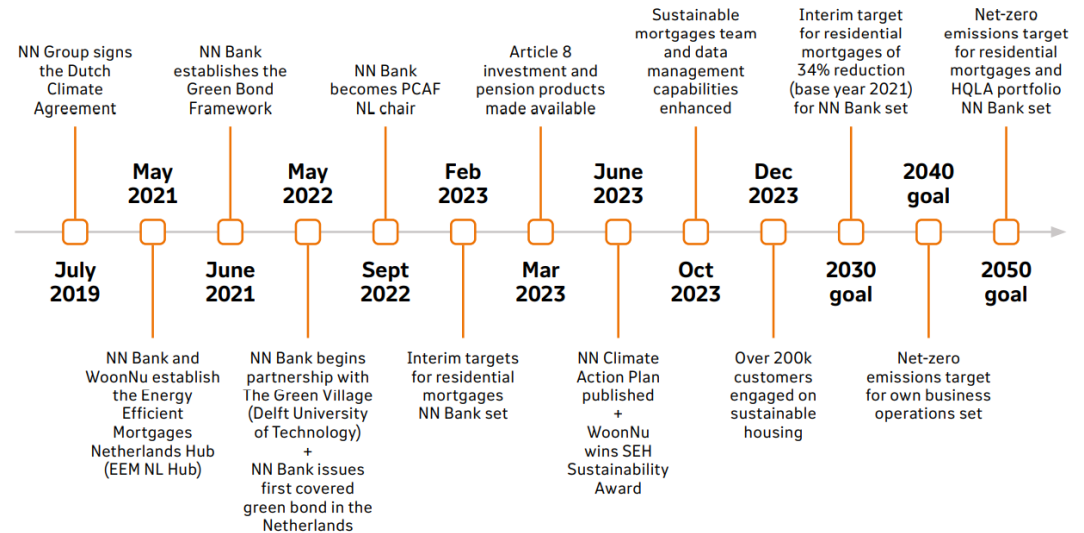 NN Group signs
the Dutch
Climate
Agreement
July
2019
May
2021
NN Bank and
WoonNu establish
the Energy
Efficient
Mortgages
Netherlands Hub
(EEM NL Hub)
NN Bank
establishes the
Green Bond
Framework
June
2021
May
2022
NN Bank begins
partnership with
The Green Village
(Delft University
of Technology)
+
NN Bank issues
first covered
green bond in the
Netherlands
NN Bank
becomes PCAF
NL chair
Sept
2022
Feb
2023
Interim targets
for residential
mortgages
NN Bank set
Article 8
investment and
pension products
made available
Mar
2023
June
2023
NN Climate
Action Plan
published
+
WoonNu
wins SEH
Sustainability
Award
Sustainable
mortgages team
and data
management
capabilities
enhanced
Oct
2023
Dec
2023
Over 200k
customers
engaged on
sustainable
housing
Interim target
for residential
mortgages of
34% reduction
(base year 2021)
for NN Bank set
2030
goal
2040
goal
Net-zero
emissions target
for own business
operations set
Net-zero
emissions target
for residential
mortgages and
HQLA portfolio
NN Bank set
2050
goal